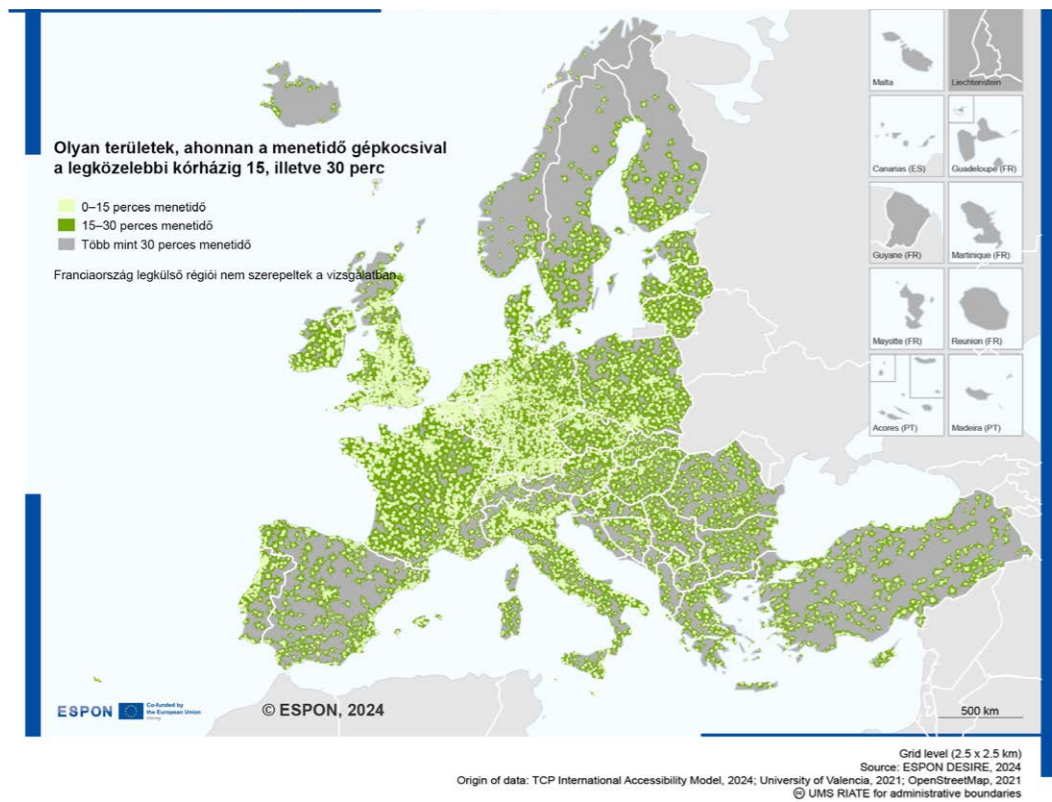 Malta
Liechtenstein
Olyan területek, ahonnan a menetidő gépkocsival
a legközelebbi kórházig 15, illetve 30 perc
0–15 perces menetidő
15–30 perces menetidő
Több mint 30 perces menetidő
Franciaország legkülső régiói nem szerepeltek a vizsgálatban.
Canarias (ES)
Guadeloupe (FR)
Guyane (FR)
Martinique (FR)
Mayotte (FR)
Reunion (FR)
Acores (PT)
Madeira (PT)
ESPON
Co-funded by
the European Union
© ESPON, 2024
500 km
Grid level (2.5 x 2.5 km)
Source: ESPON DESIRE, 2024
Origin of data: TCP International Accessibility Model, 2024; University of Valencia, 2021; OpenStreetMap, 2021
UMS RIATE for administrative boundaries